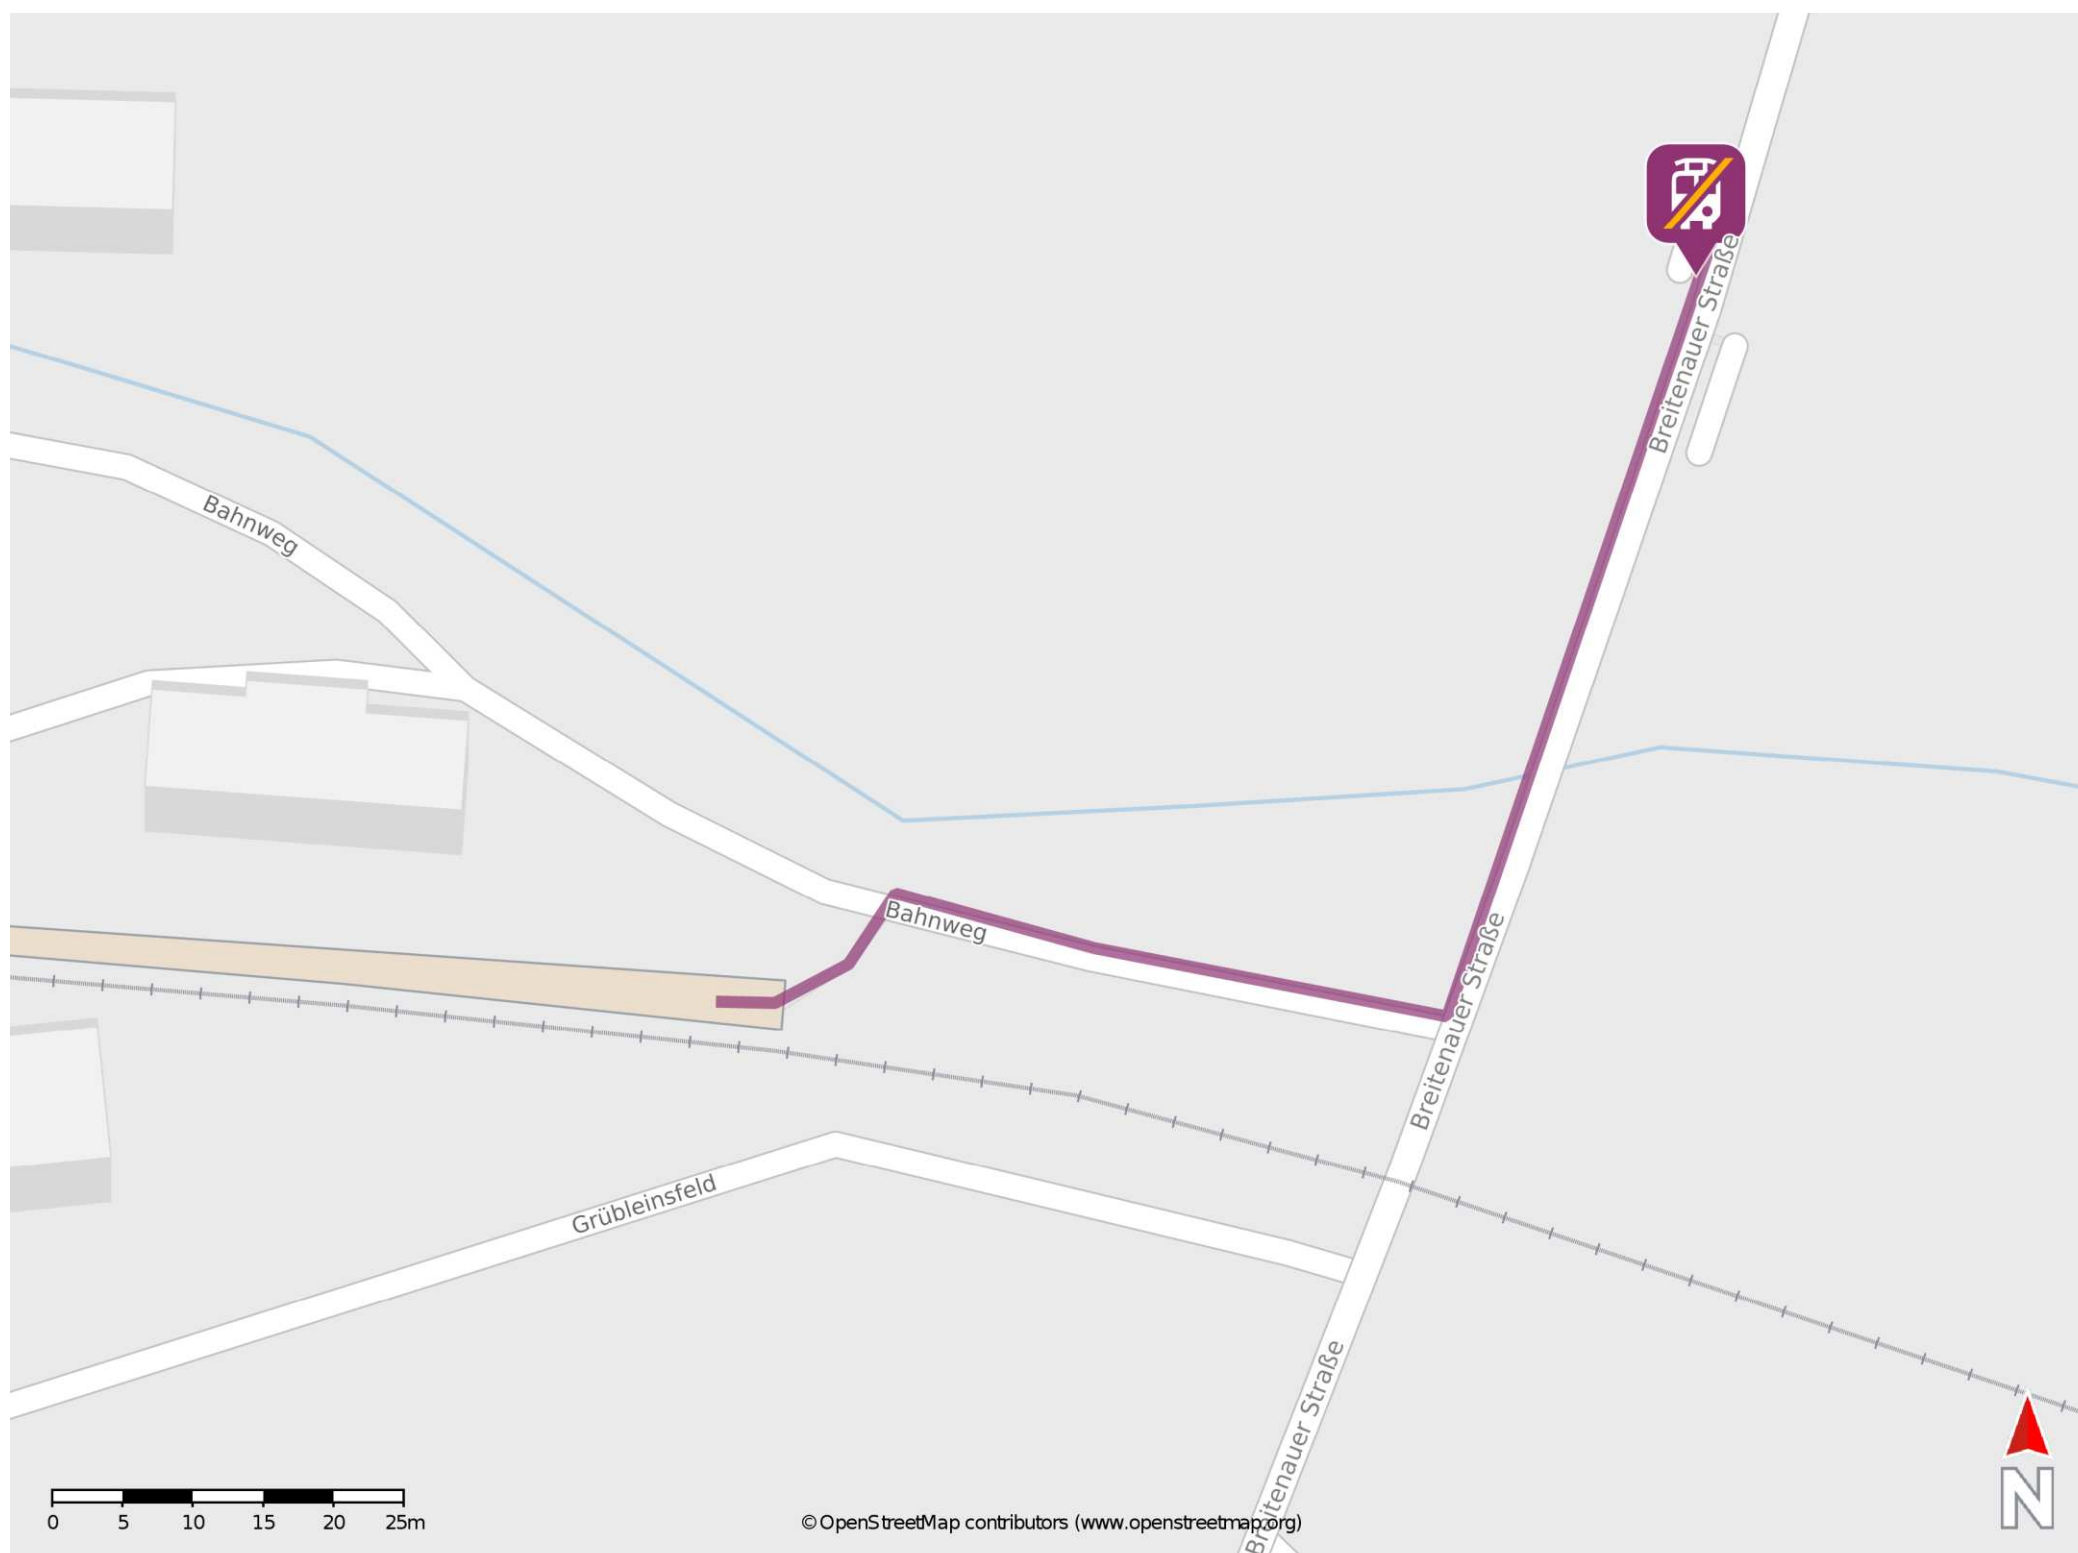 Breitenauer Straße
Bahnweg
Bahnweg
Breitenauer Straße
Grübleinsfeld
Breitenauer Straße
0 5 10 15 20 25m
©OpenStreetMap contributors (www.openstreetmap.org)
N